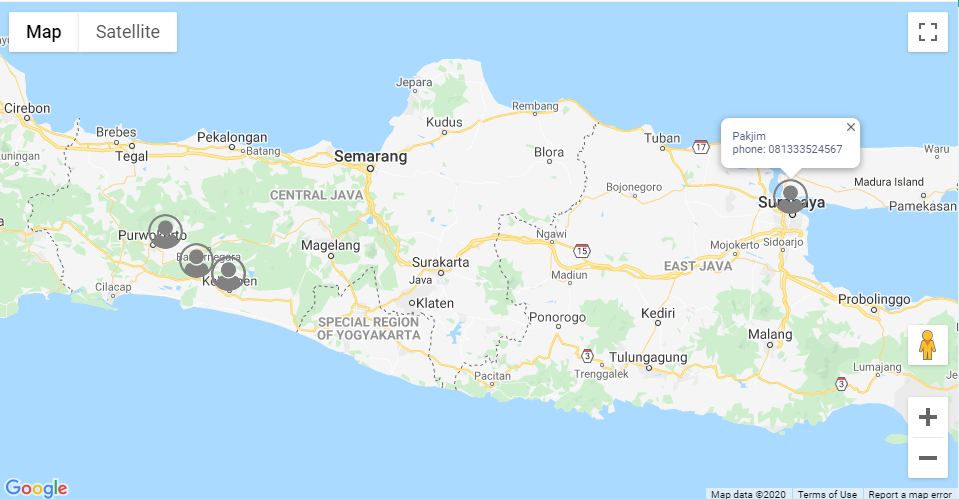 Map
Satellite
Jepara
Cirebon
Rembang
Kudus
Brebes
Pekalongan
Tuban
17
Pakjim
phone: 081333524567
Tegal
Batang
Semarang
Blora
Waru
Kuningan
CENTRAL JAVA
Bojonegoro
Madura Island
Pamekasan
Surabaya
Purwokerto
Magelang
Ngawi
15
Mojokerto
Sidoarjo
Banjarnegara
Surakarta
EAST JAVA
Madiun
Cilacap
Java
Klaten
Probolinggo
SPECIAL REGION
OF YOGYAKARTA
Ponorogo
Kediri
Malang
3
Tulungagung
Trenggalek
Lumajang
Pacitan
3
Google
Map data ©2020
Terms of Use
Report a map error